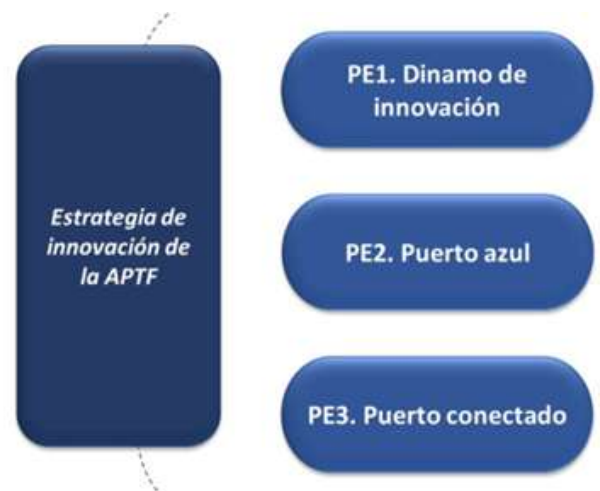 Estrategia de
innovación de
la APTF
PE1. Dinamo de
innovación
PE2. Puerto azul
PE3. Puerto conectado